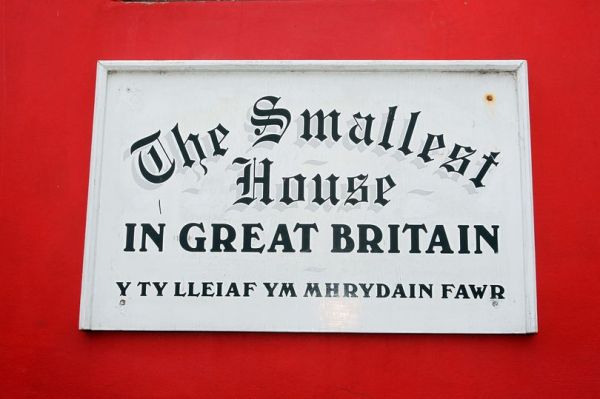 The Smallest
House
IN GREAT BRITAIN
Y TY LLEIAF YM MHRYDAIN FAWR